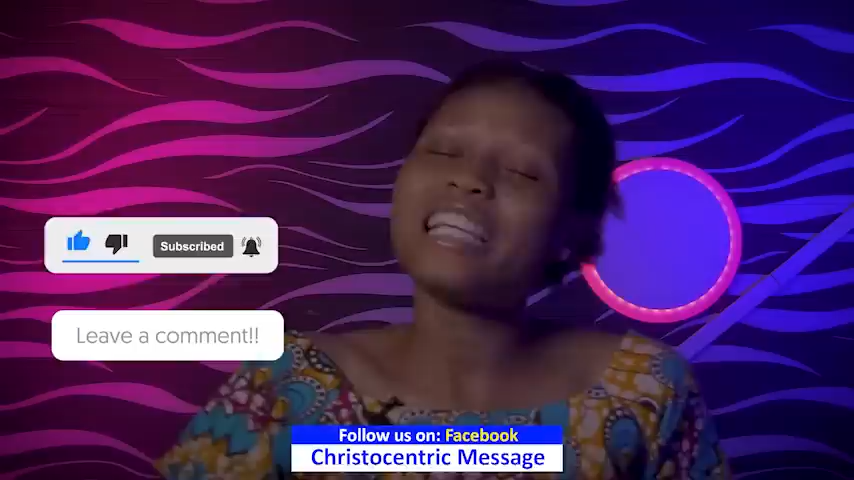 Subscribed
Leave a comment!!
Follow us on: Facebook
Christocentric Message